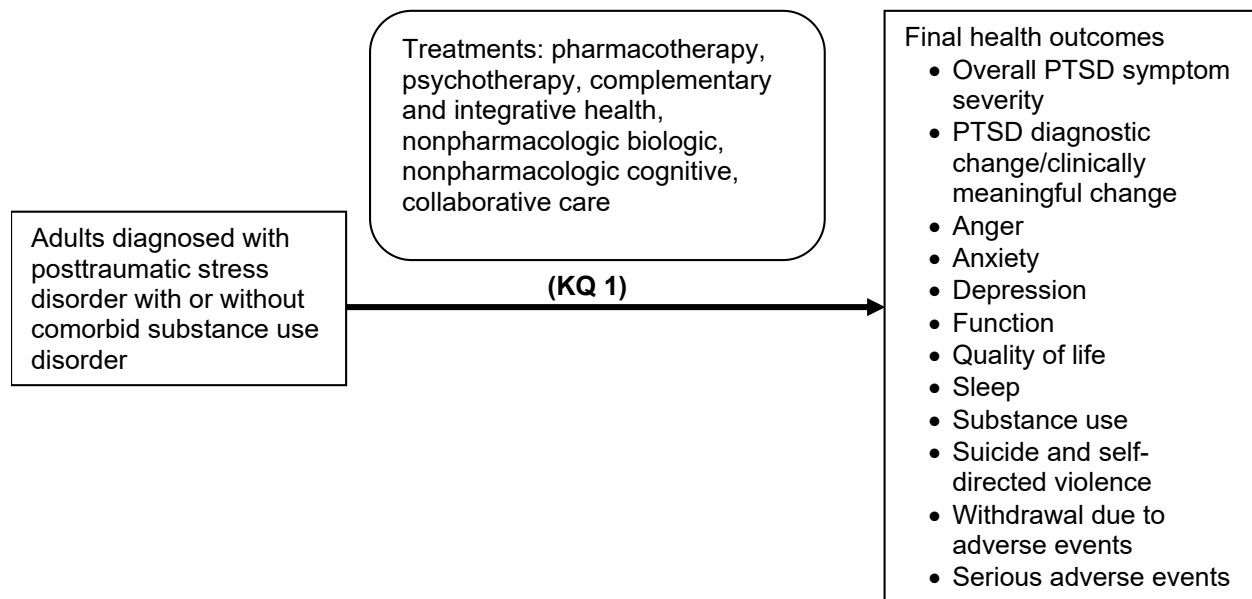 Adults diagnosed with
posttraumatic stress
disorder with or without
comorbid substance use
disorder
Treatments: pharmacotherapy,
psychotherapy, complementary
and integrative health,
nonpharmacologic biologic,
nonpharmacologic cognitive,
collaborative care
(KQ 1)
Final health outcomes
• Overall PTSD symptom
severity
• PTSD diagnostic
change/clinically
meaningful change
• Anger
• Anxiety
• Depression
• Function
• Quality of life
• Sleep
• Substance use
• Suicide and self-
directed violence
• Withdrawal due to
adverse events
• Serious adverse events